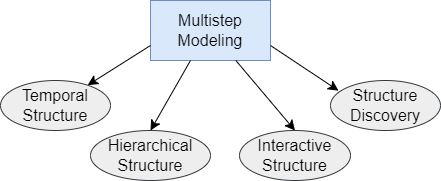 Multistep
Modeling
Temporal
Structure
Structure
Discovery
Hierarchical
Structure
Interactive
Structure